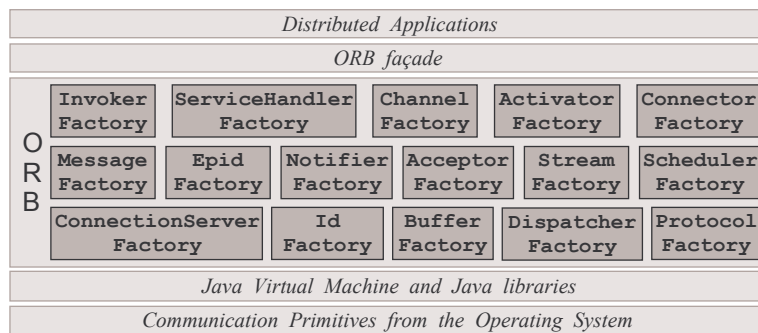 Distributed Applications
ORB façade
ORB
Invoker Factory
ServiceHandler Factory
Channel Factory
Activator Factory
Connector Factory
Message Factory
Epid Factory
Notifier Factory
Acceptor Factory
Stream Factory
Scheduler Factory
ConnectionServer Factory
Id Factory
Buffer Factory
Dispatcher Factory
Protocol Factory
Java Virtual Machine and Java libraries
Communication Primitives from the Operating System